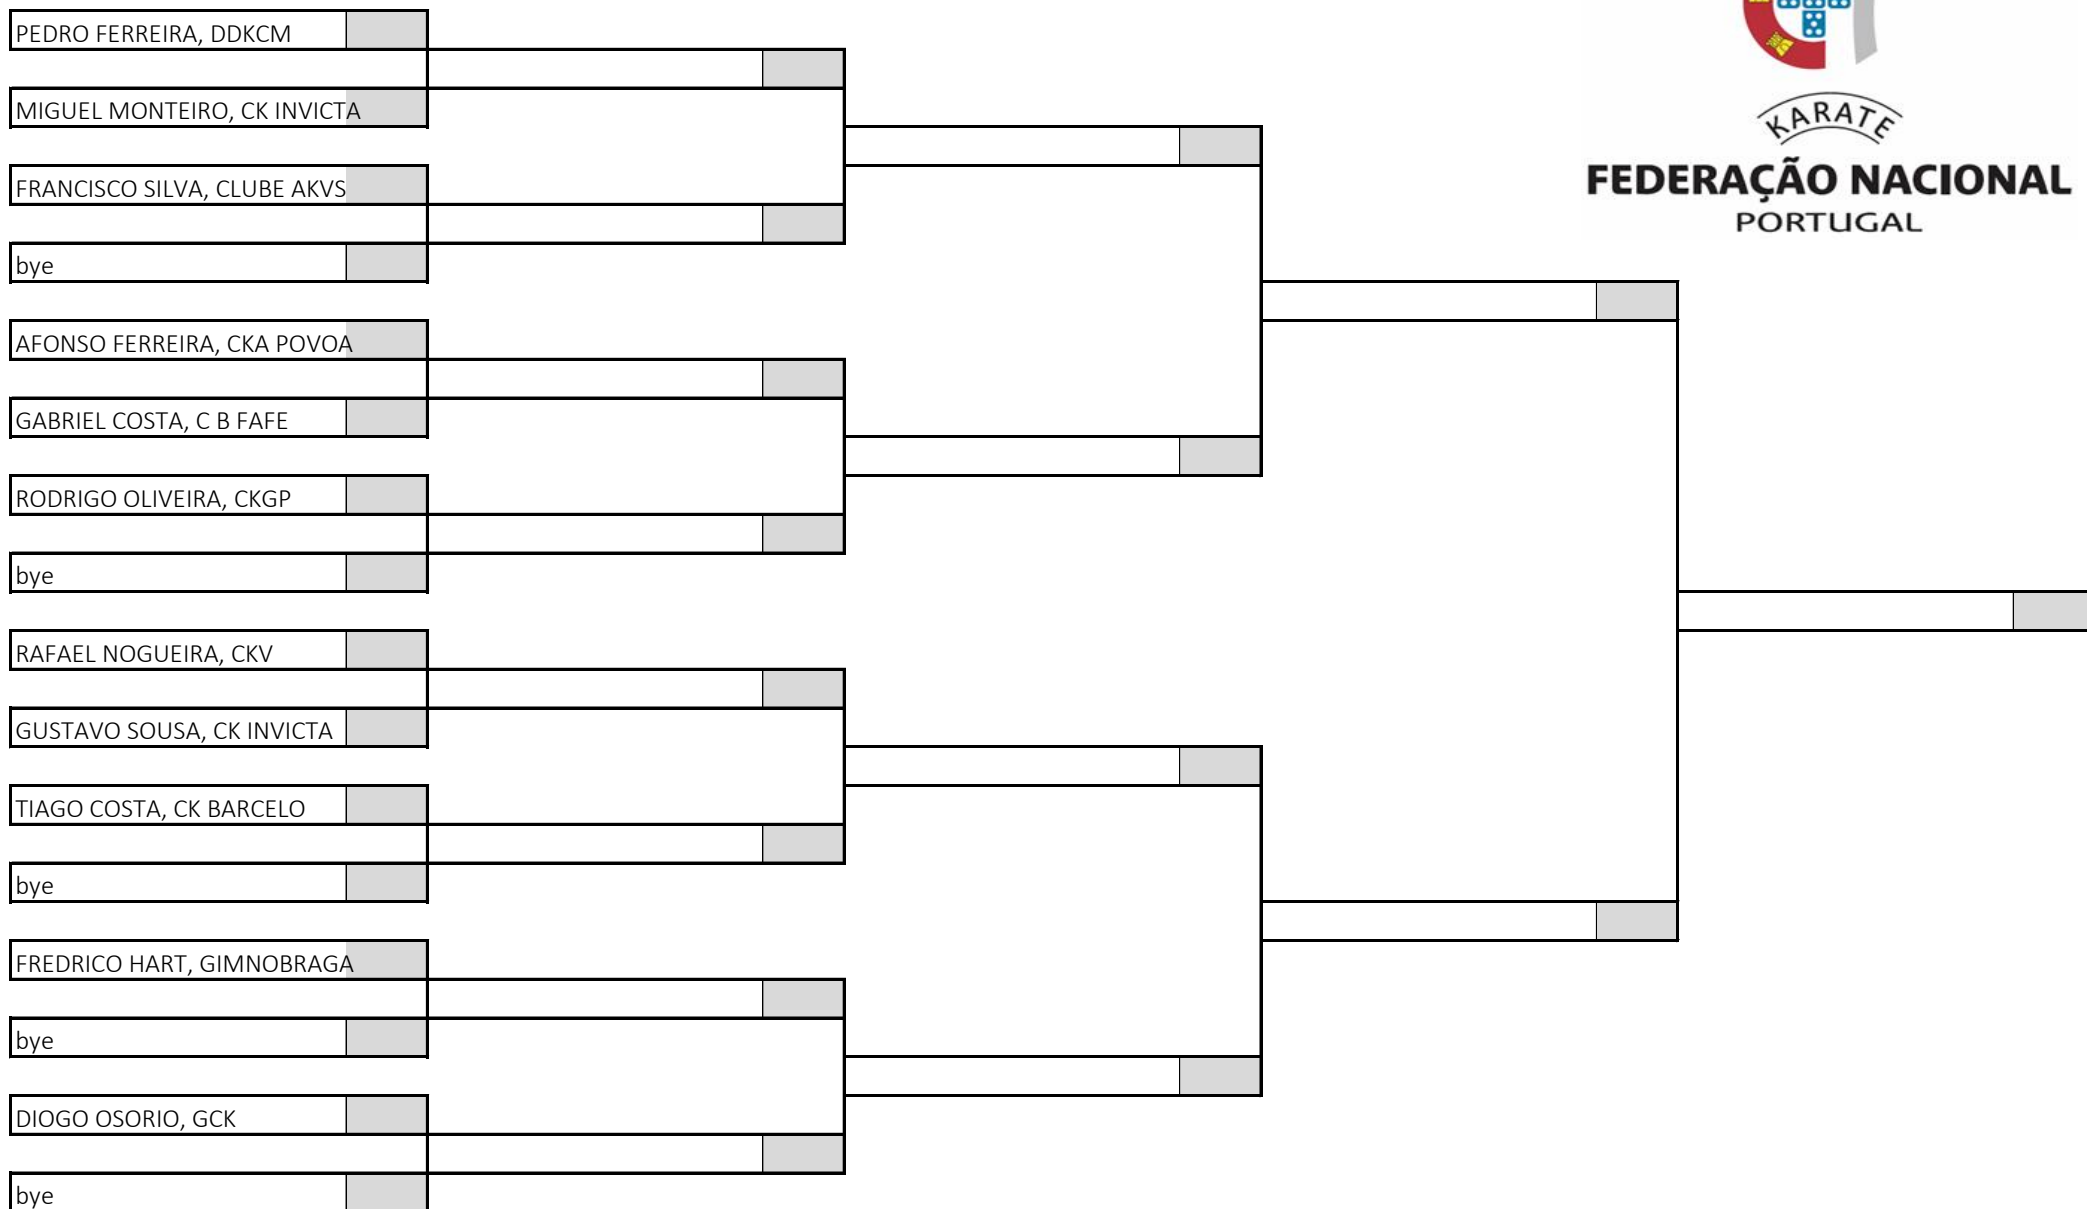 PEDRO FERREIRA, DDKCM
MIGUEL MONTEIRO, CK INVICTA
FRANCISCO SILVA, CLUBE AKVS
bye
AFONSO FERREIRA, CKA POVOA
GABRIEL COSTA, C B FAFE
RODRIGO OLIVEIRA, CKGP
bye
RAFAEL NOGUEIRA, CKV
GUSTAVO SOUSA, CK INVICTA
TIAGO COSTA, CK BARCELO
bye
FREDRICO HART, GIMNOBRAGA
bye
DIOGO OSORIO, GCK
bye
KARATE
FEDERAÇÃO NACIONAL
PORTUGAL